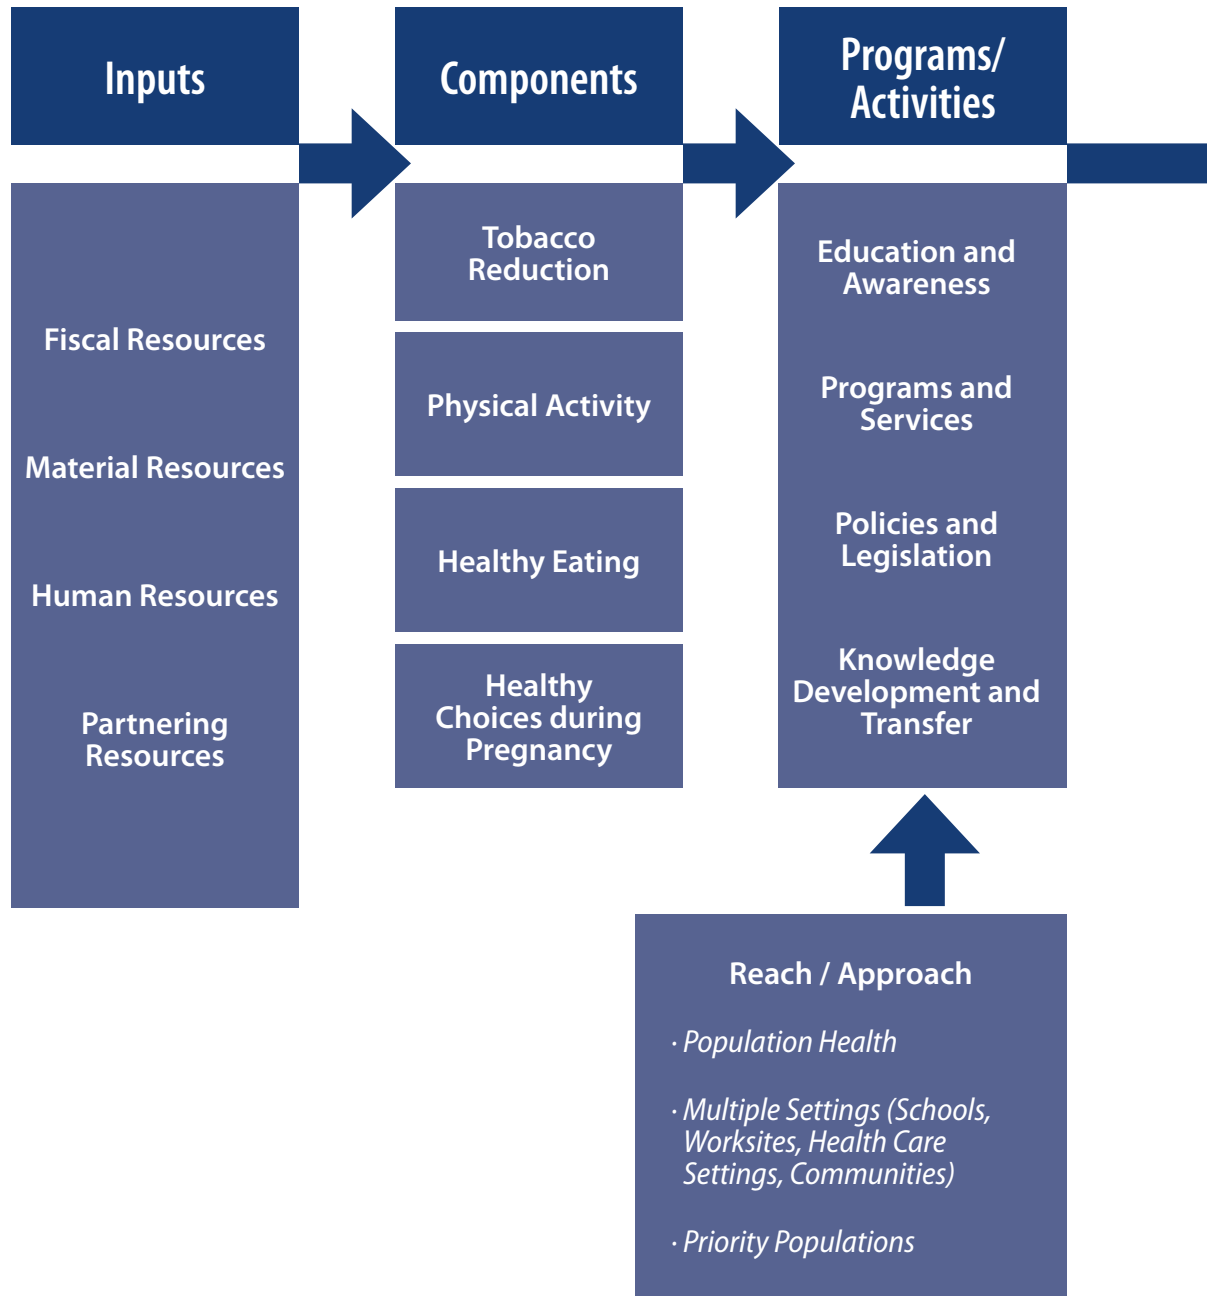 Inputs
Fiscal Resources
Material Resources
Human Resources
Partnering
Resources
Components
Tobacco
Reduction
Physical Activity
Healthy Eating
Healthy
Choices during
Pregnancy
Programs/
Activities
Education and
Awareness
Programs and
Services
Policies and
Legislation
Knowledge
Development and
Transfer
Reach / Approach
· Population Health
· Multiple Settings (Schools,
Worksites, Health Care
Settings, Communities)
· Priority Populations